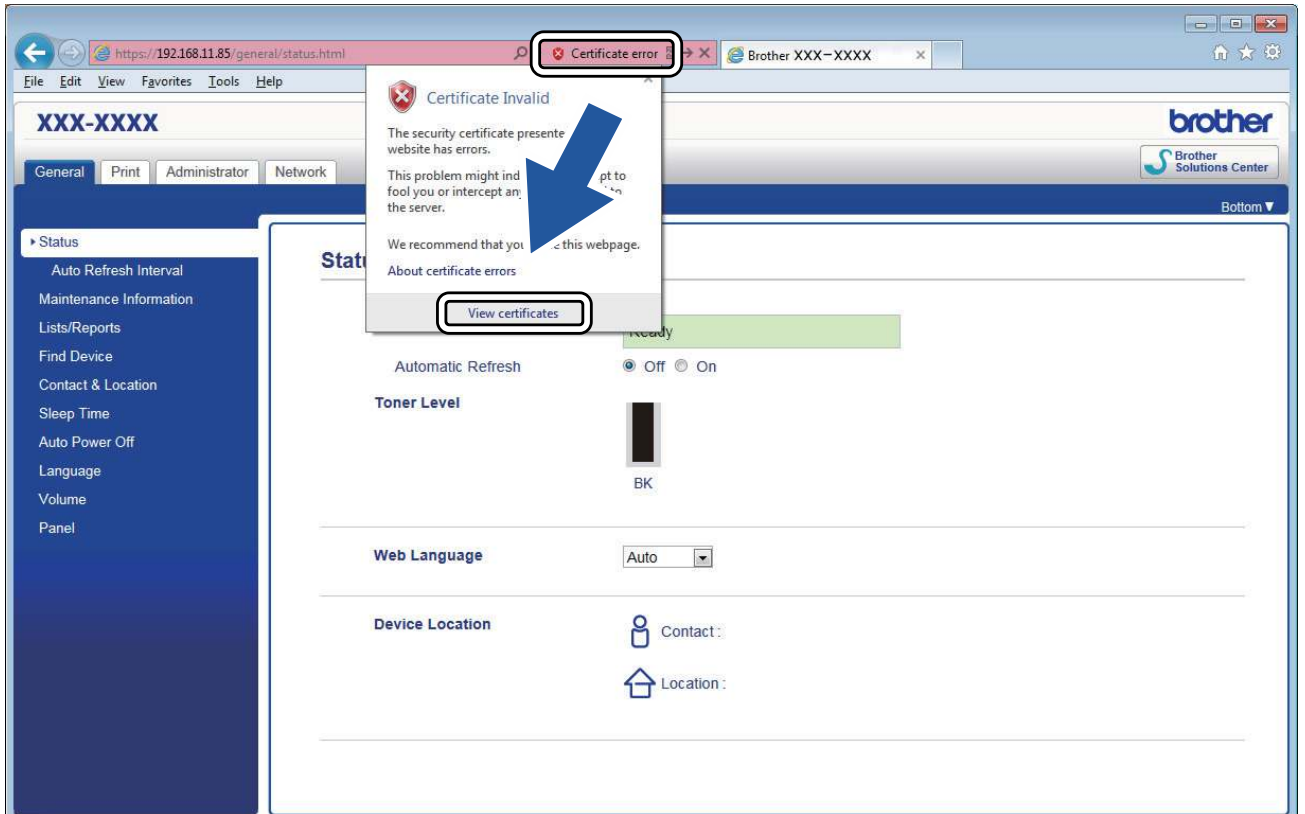 https://192.168.11.85/general/status.html
Certificate error
Brother XXX-XXXX
File Edit View Favorites Tools Help
Certificate Invalid
The security certificate presente
website has errors.
This problem might ind pt to
fool you or intercept an to
the server.
We recommend that yo this webpage.
About certificate errors
View certificates
XXX-XXXX
brother
General Print Administrator Network
Brother
Solutions Center
Bottom▼
Status
Auto Refresh Interval
Maintenance Information
Lists/Reports
Find Device
Contact & Location
Sleep Time
Auto Power Off
Language
Volume
Panel
Stat
Ready
Automatic Refresh Off On
Toner Level
BK
Web Language Auto
Device Location Contact :
Location :